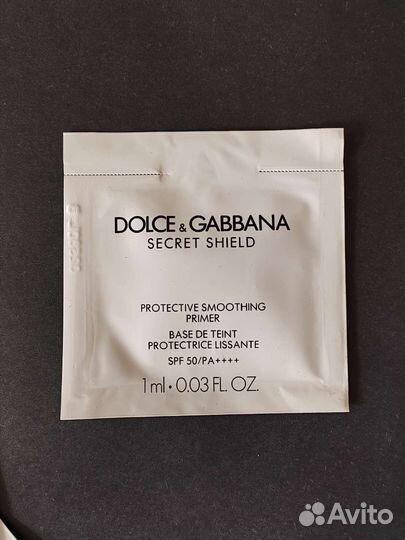 DOLCE & GABBANA
SECRET SHIELD
PROTECTIVE SMOOTHING
PRIMER
BASE DE TEINT
PROTECTRICE LISSANTE
SPF 50/PA++++
1 ml • 0.03 FL. OZ.
Avito